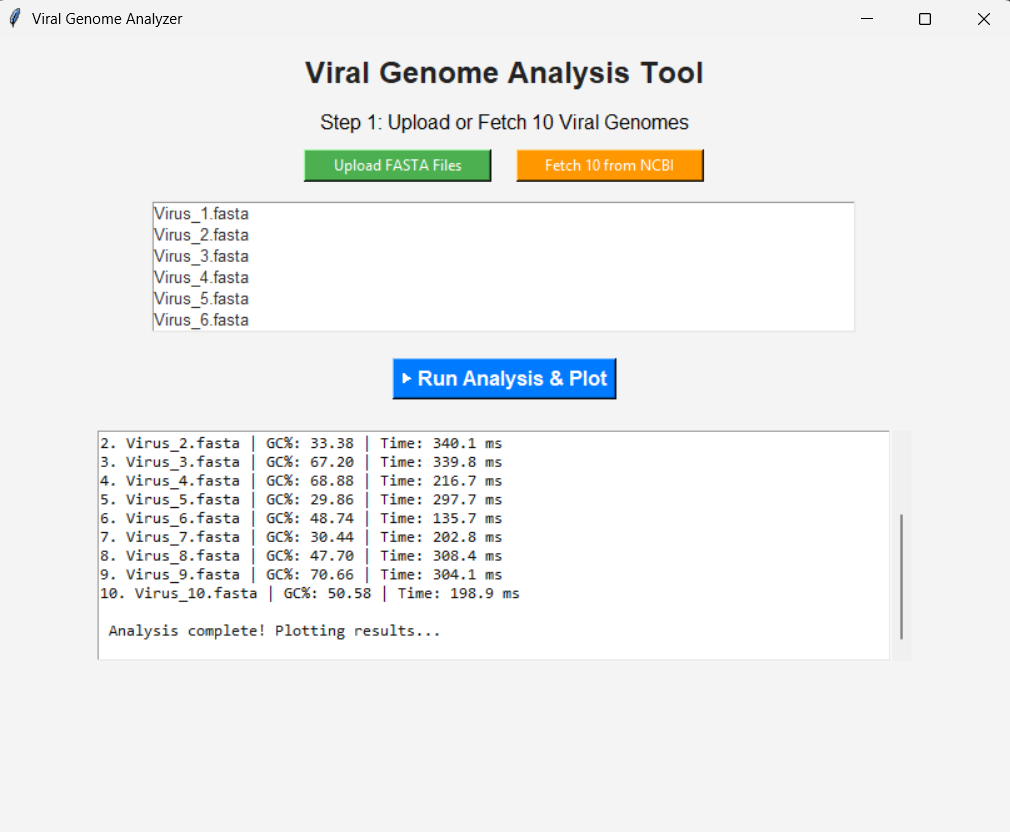 Viral Genome Analyzer
Viral Genome Analysis Tool
Step 1: Upload or Fetch 10 Viral Genomes
Upload FASTA Files
Fetch 10 from NCBI
Virus_1.fasta
Virus_2.fasta
Virus_3.fasta
Virus_4.fasta
Virus_5.fasta
Virus_6.fasta
Run Analysis & Plot
2. Virus_2.fasta | GC%: 33.38 | Time: 340.1 ms
3. Virus_3.fasta | GC%: 67.20 | Time: 339.8 ms
4. Virus_4.fasta | GC%: 68.88 | Time: 216.7 ms
5. Virus_5.fasta | GC%: 29.86 | Time: 297.7 ms
6. Virus_6.fasta | GC%: 48.74 | Time: 135.7 ms
7. Virus_7.fasta | GC%: 30.44 | Time: 202.8 ms
8. Virus_8.fasta | GC%: 47.70 | Time: 308.4 ms
9. Virus_9.fasta | GC%: 70.66 | Time: 304.1 ms
10. Virus_10.fasta | GC%: 50.58 | Time: 198.9 ms
Analysis complete! Plotting results...